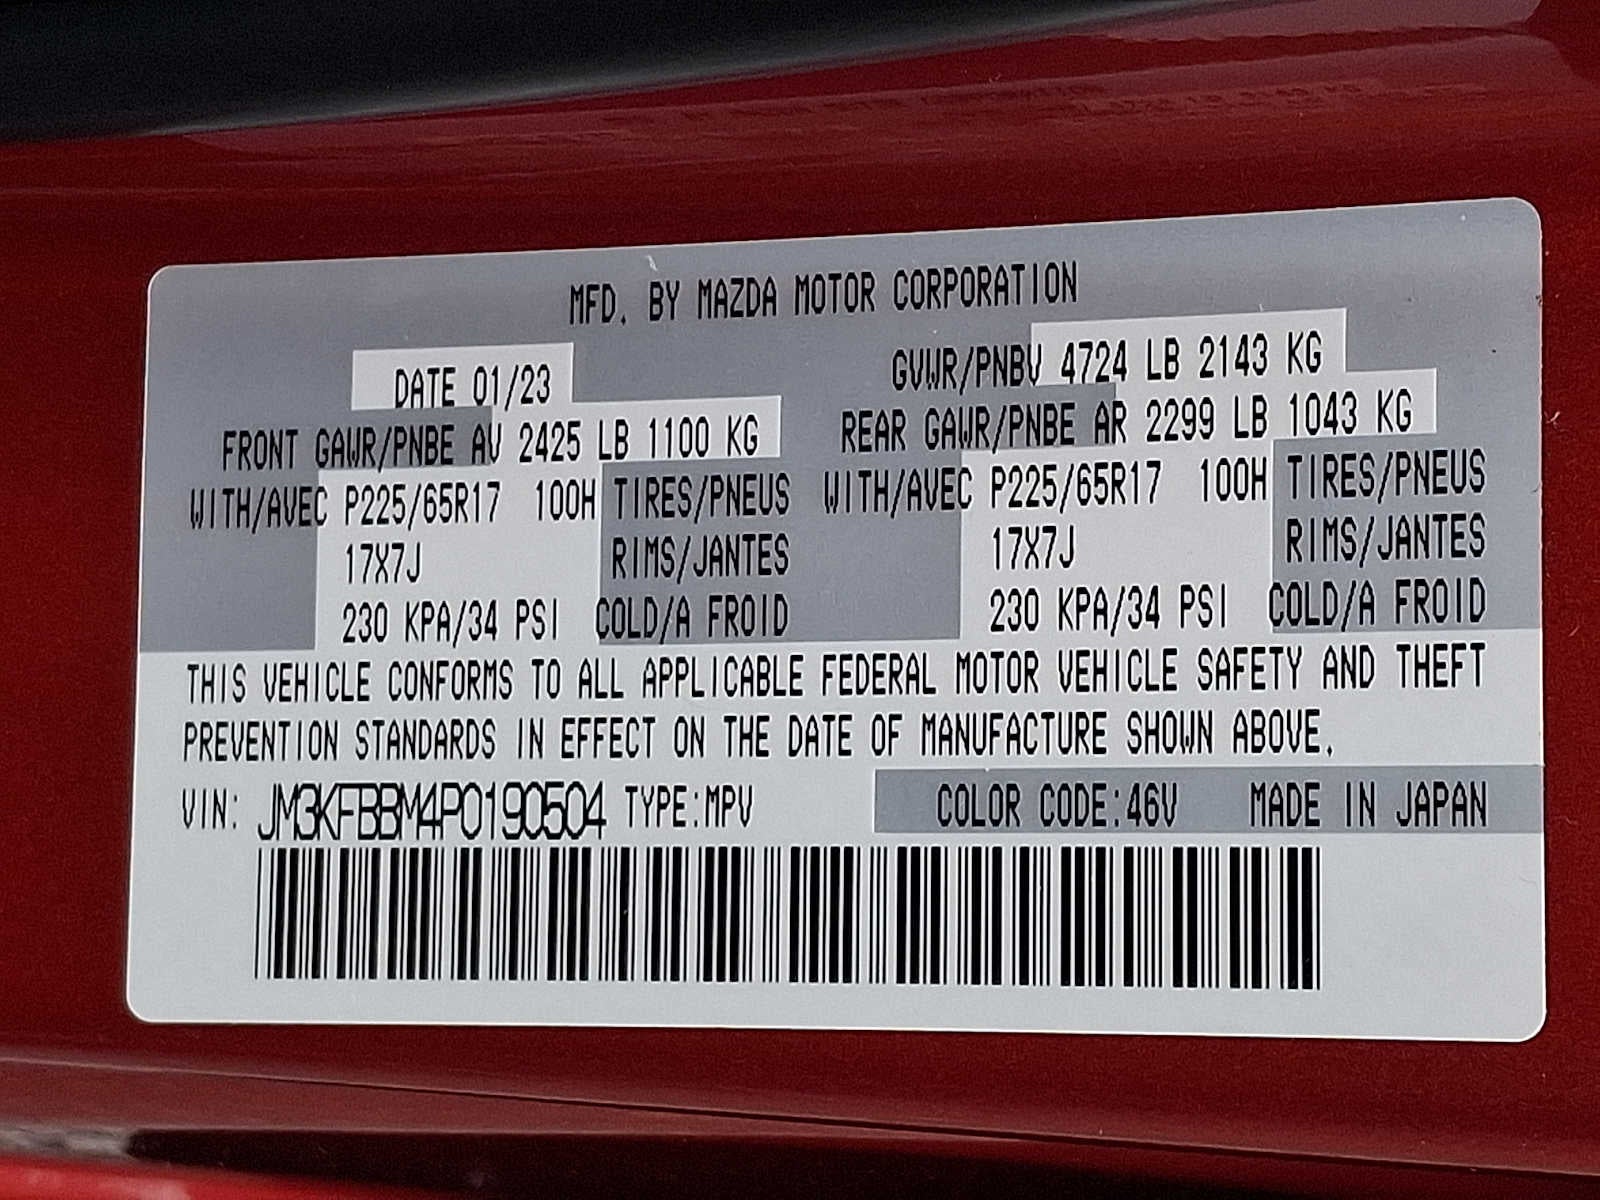 MFD. BY MAZDA MOTOR CORPORATION
DATE 01/23 GVWR/PNBV 4724 LB 2143 KG
FRONT GAWR/PNBE AV 2425 LB 1100 KG REAR GAWR/PNBE AR 2299 LB 1043 KG
WITH/AVEC P225/65R17 100H TIRES/PNEUS WITH/AVEC P225/65R17 100H TIRES/PNEUS
17X7J RIMS/JANTES 17X7J RIMS/JANTES
230 KPA/34 PSI COLD/A FROID 230 KPA/34 PSI COLD/A FROID
THIS VEHICLE CONFORMS TO ALL APPLICABLE FEDERAL MOTOR VEHICLE SAFETY AND THEFT
PREVENTION STANDARDS IN EFFECT ON THE DATE OF MANUFACTURE SHOWN ABOVE.
VIN: JM3KFBBM4P0190504 TYPE:MPV COLOR CODE:46V MADE IN JAPAN